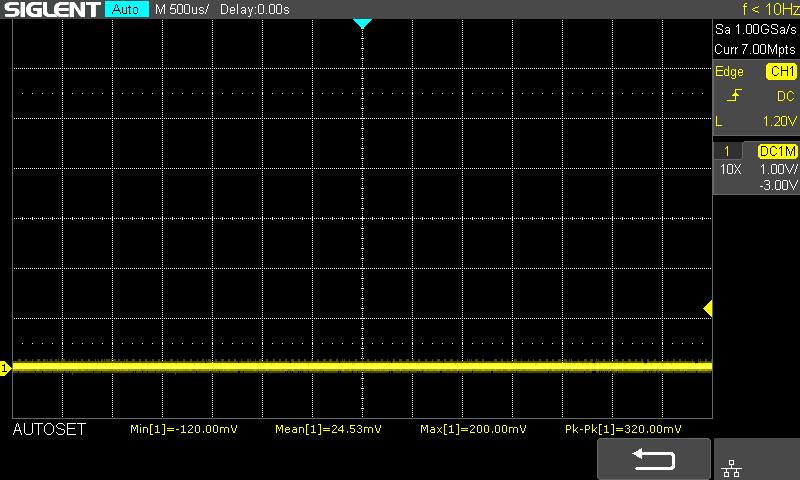 SIGLENT Auto M 500us/ Delay:0.00s f < 10Hz
Sa 1.00GSa/s
Curr 7.00Mpts
Edge CH1
DC
L 1.20V
1 DC1M
10X 1.00V/
-3.00V
1
AUTOSET Min[1]=-120.00mV Mean[1]=24.53mV Max[1]=200.00mV Pk-Pk[1]=320.00mV